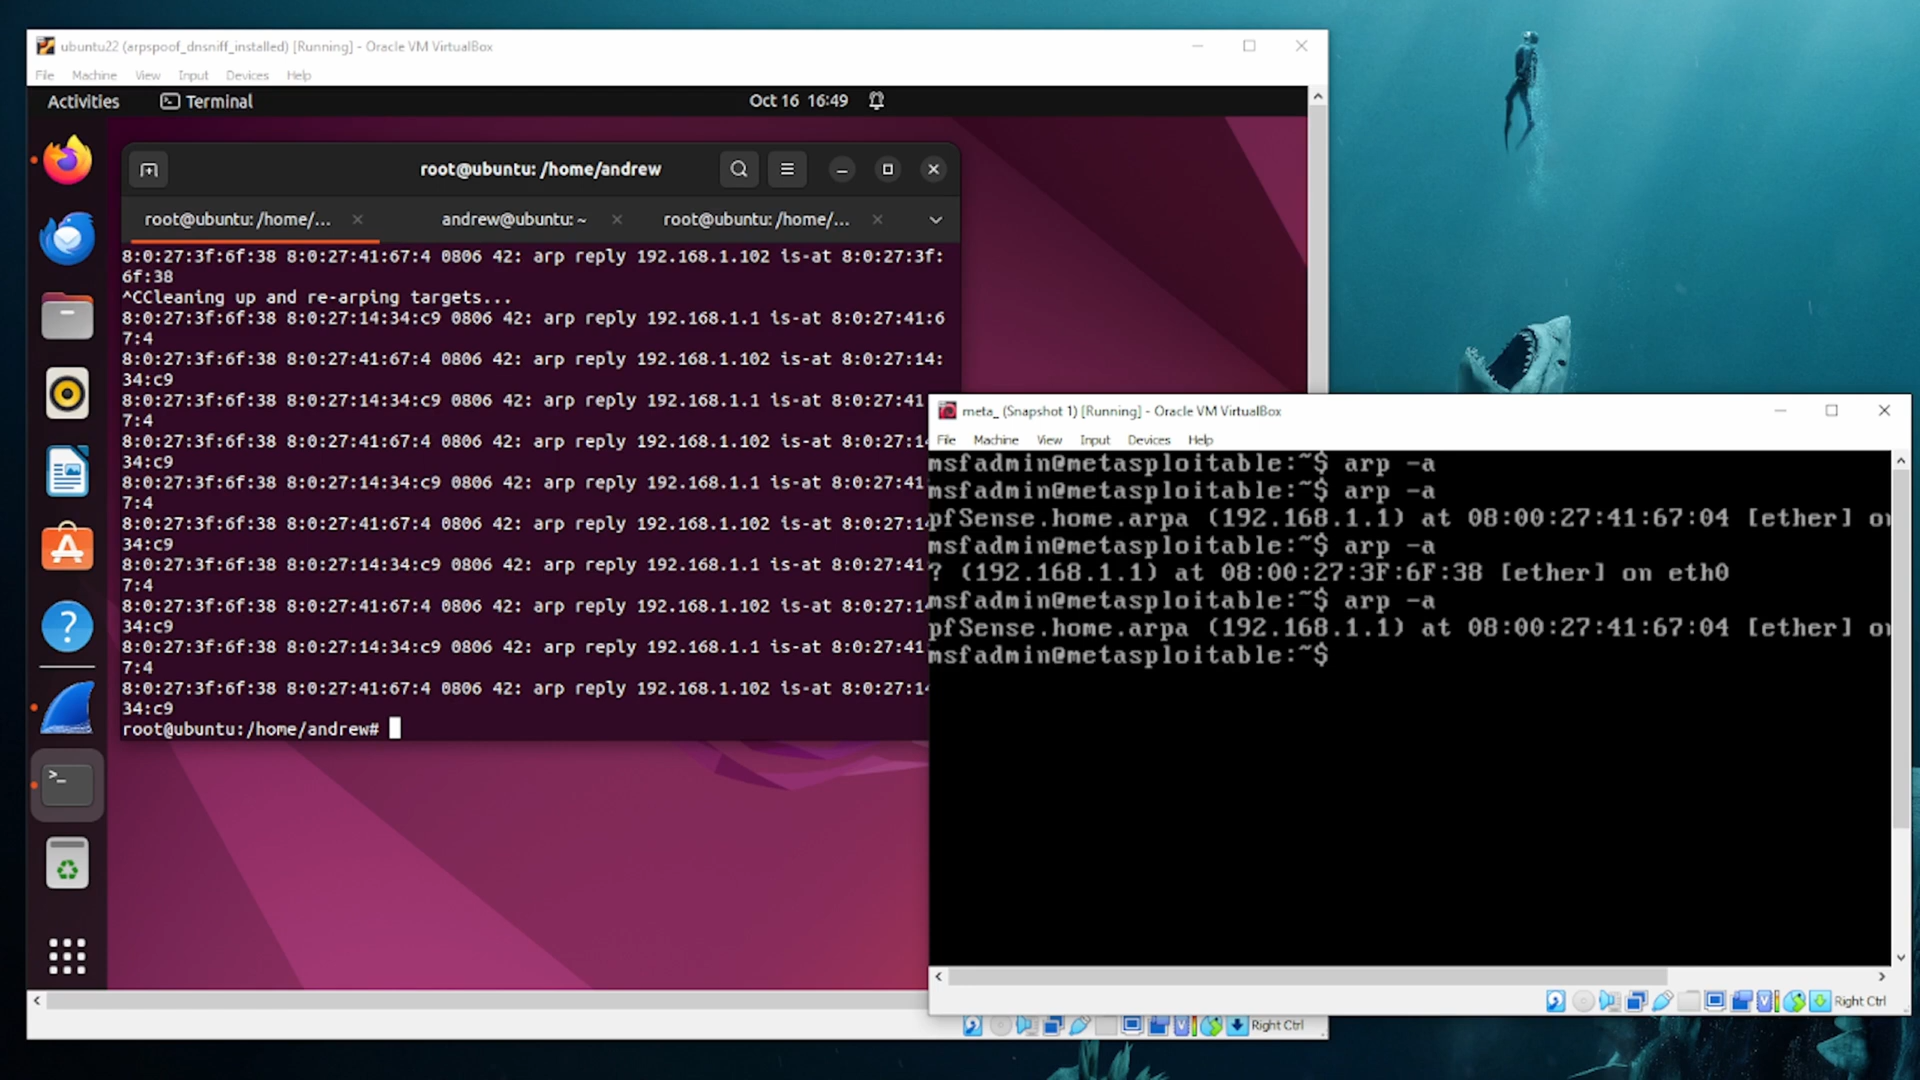 ubuntu22 (arpspoof_dnsniff_installed) [Running] - Oracle VM VirtualBox
File Machine View Input Devices Help
Activities Terminal Oct 16 16:49
root@ubuntu: /home/andrew
root@ubuntu: /home/... andrew@ubuntu: ~ root@ubuntu: /home/...
8:0:27:3f:6f:38 8:0:27:41:67:4 0806 42: arp reply 192.168.1.102 is-at 8:0:27:3f:
6f:38
^CCleaning up and re-arping targets...
8:0:27:3f:6f:38 8:0:27:14:34:c9 0806 42: arp reply 192.168.1.1 is-at 8:0:27:41:6
7:4
8:0:27:3f:6f:38 8:0:27:41:67:4 0806 42: arp reply 192.168.1.102 is-at 8:0:27:14:
34:c9
8:0:27:3f:6f:38 8:0:27:14:34:c9 0806 42: arp reply 192.168.1.1 is-at 8:0:27:41
7:4
8:0:27:3f:6f:38 8:0:27:41:67:4 0806 42: arp reply 192.168.1.102 is-at 8:0:27:14
34:c9
8:0:27:3f:6f:38 8:0:27:14:34:c9 0806 42: arp reply 192.168.1.1 is-at 8:0:27:41
7:4
8:0:27:3f:6f:38 8:0:27:41:67:4 0806 42: arp reply 192.168.1.102 is-at 8:0:27:14
34:c9
8:0:27:3f:6f:38 8:0:27:14:34:c9 0806 42: arp reply 192.168.1.1 is-at 8:0:27:41
7:4
8:0:27:3f:6f:38 8:0:27:41:67:4 0806 42: arp reply 192.168.1.102 is-at 8:0:27:14
34:c9
8:0:27:3f:6f:38 8:0:27:14:34:c9 0806 42: arp reply 192.168.1.1 is-at 8:0:27:41
7:4
8:0:27:3f:6f:38 8:0:27:41:67:4 0806 42: arp reply 192.168.1.102 is-at 8:0:27:14
34:c9
root@ubuntu:/home/andrew#
Right Ctrl
meta_ (Snapshot 1) [Running] - Oracle VM VirtualBox
File Machine View Input Devices Help
msfadmin@metasploitable:~$ arp -a
msfadmin@metasploitable:~$ arp -a
pfSense.home.arpa (192.168.1.1) at 08:00:27:41:67:04 [ether] on
msfadmin@metasploitable:~$ arp -a
? (192.168.1.1) at 08:00:27:3F:6F:38 [ether] on eth0
msfadmin@metasploitable:~$ arp -a
pfSense.home.arpa (192.168.1.1) at 08:00:27:41:67:04 [ether] on
msfadmin@metasploitable:~$
Right Ctrl